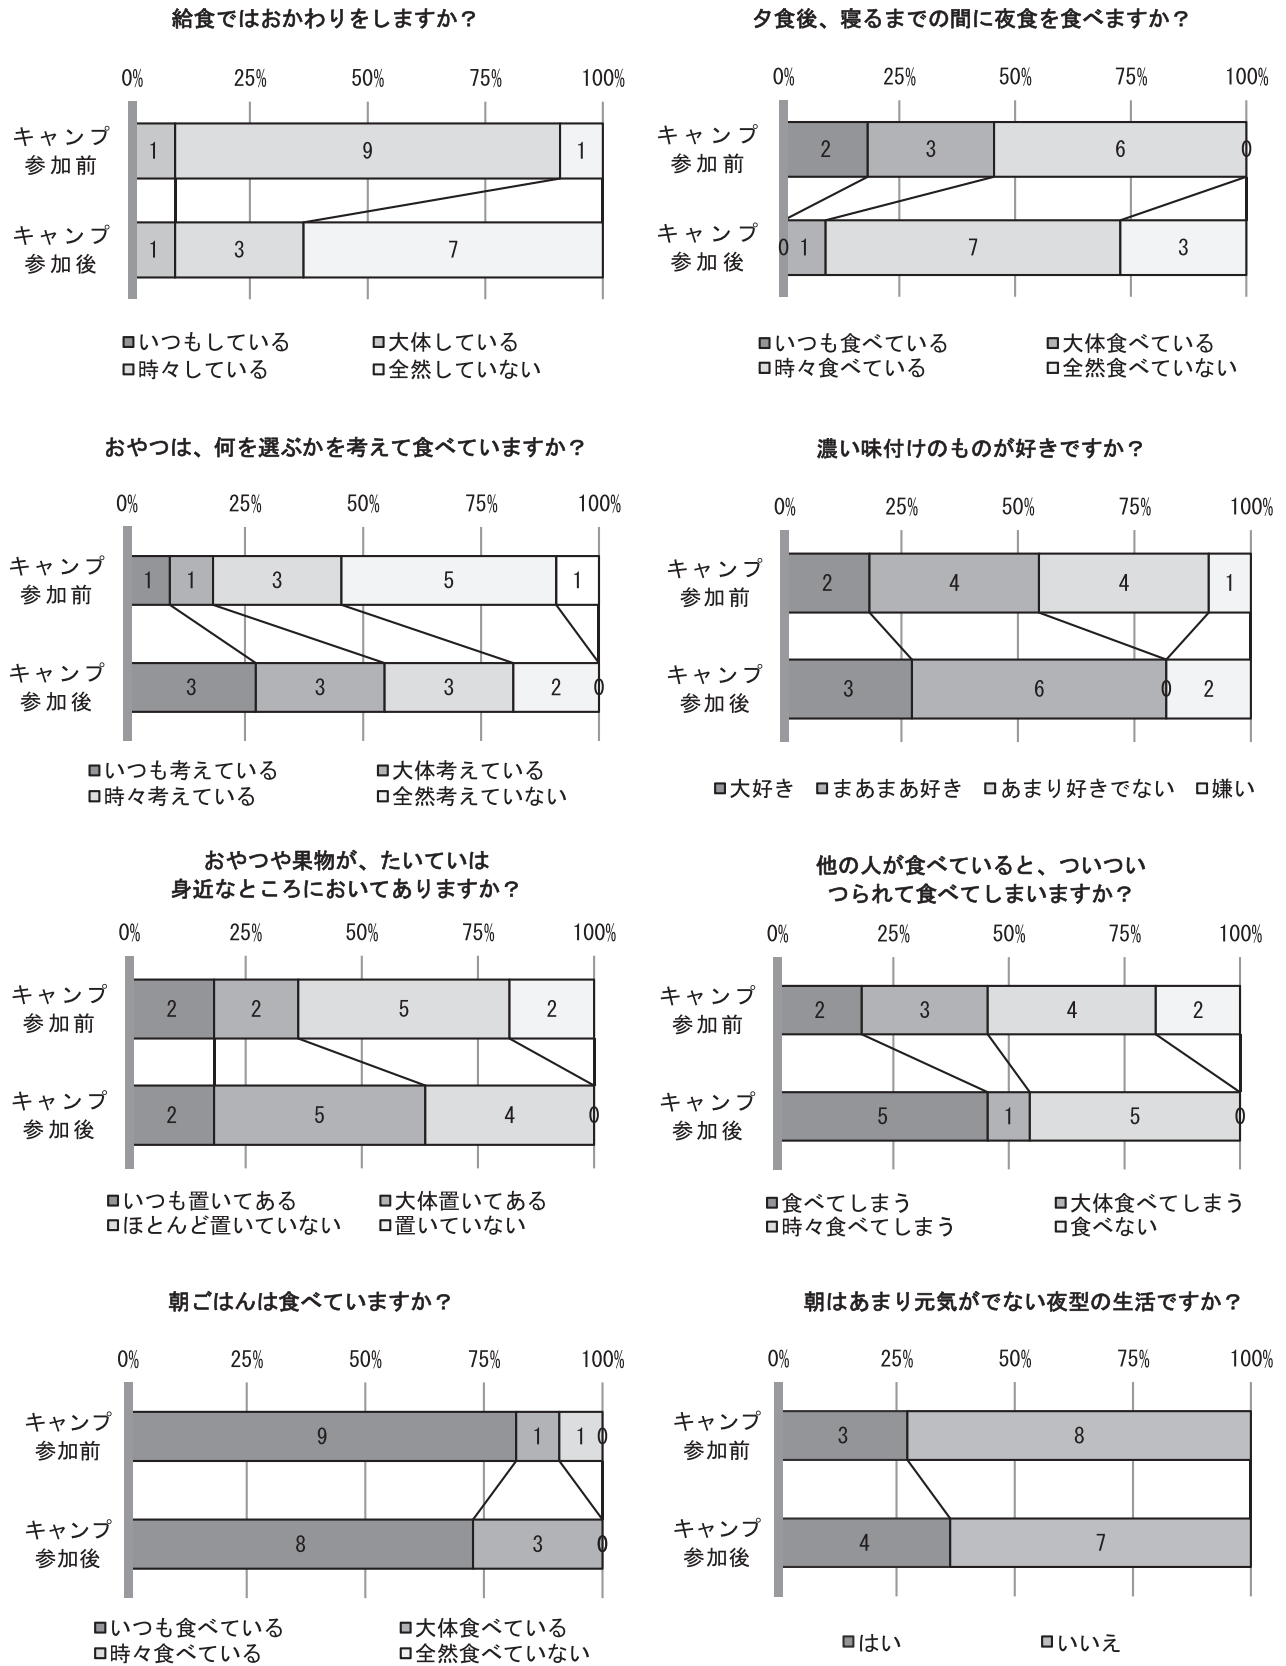 給食ではおかわりをしますか？
0% 25% 50% 75% 100%
キャンプ
参加前
1 9 1
キャンプ
参加後
1 3 7
■いつもしている ■大体している
■時々している □全然していない
夕食後、寝るまでの間に夜食を食べますか？
0% 25% 50% 75% 100%
キャンプ
参加前
2 3 6 0
キャンプ
参加後
0 1 7 3
■いつも食べている ■大体食べている
■時々食べている □全然食べていない
おやつは、何を選ぶかを考えて食べていますか？
0% 25% 50% 75% 100%
キャンプ
参加前
1 1 3 5 1
キャンプ
参加後
3 3 3 2 0
■いつも考えている ■大体考えている
■時々考えている □全然考えていない
濃い味付けのものが好きですか？
0% 25% 50% 75% 100%
キャンプ
参加前
2 4 4 1
キャンプ
参加後
3 6 0 2
■大好き ■まあまあ好き ■あまり好きでない □嫌い
おやつや果物が、たいていは
身近なところにおいてありますか？
0% 25% 50% 75% 100%
キャンプ
参加前
2 2 5 2
キャンプ
参加後
2 5 4 0
■いつも置いてある ■大体置いてある
■ほとんど置いていない □置いていない
他の人が食べていると、ついつい
つられて食べてしまいますか？
0% 25% 50% 75% 100%
キャンプ
参加前
2 3 4 2
キャンプ
参加後
5 1 5 0
■食べてしまう ■大体食べてしまう
■時々食べてしまう □食べない
朝ごはんは食べていますか？
0% 25% 50% 75% 100%
キャンプ
参加前
9 1 1 0
キャンプ
参加後
8 3 0
■いつも食べている ■大体食べている
■時々食べている □全然食べていない
朝はあまり元気がでない夜型の生活ですか？
0% 25% 50% 75% 100%
キャンプ
参加前
3 8
キャンプ
参加後
4 7
■はい ■いいえ